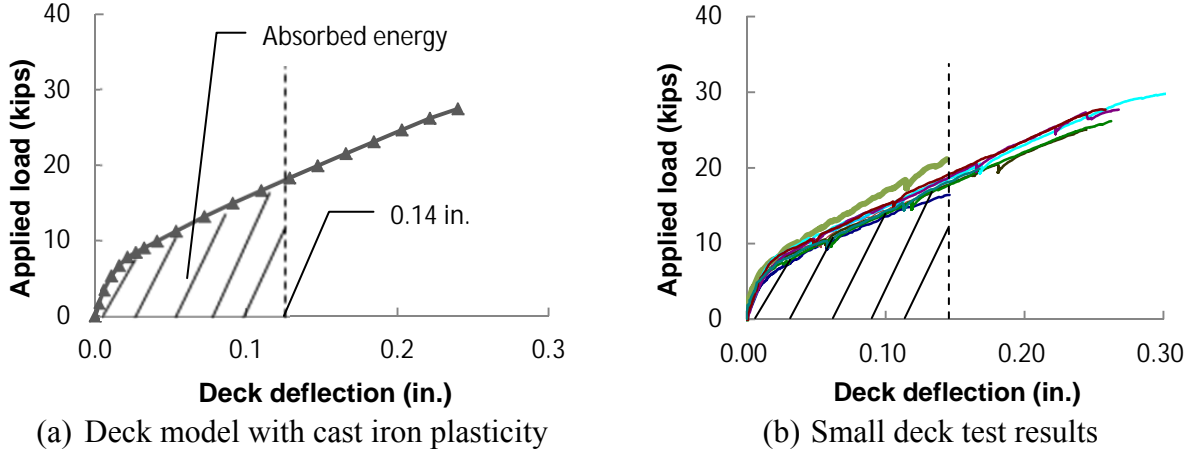 40
30
20
10
0
Applied load (kips)
Absorbed energy
0.14 in.
0.0 0.1 0.2 0.3
Deck deflection (in.)
(a) Deck model with cast iron plasticity
40
30
20
10
0
Applied load (kips)
0.00 0.10 0.20 0.30
Deck deflection (in.)
(b) Small deck test results